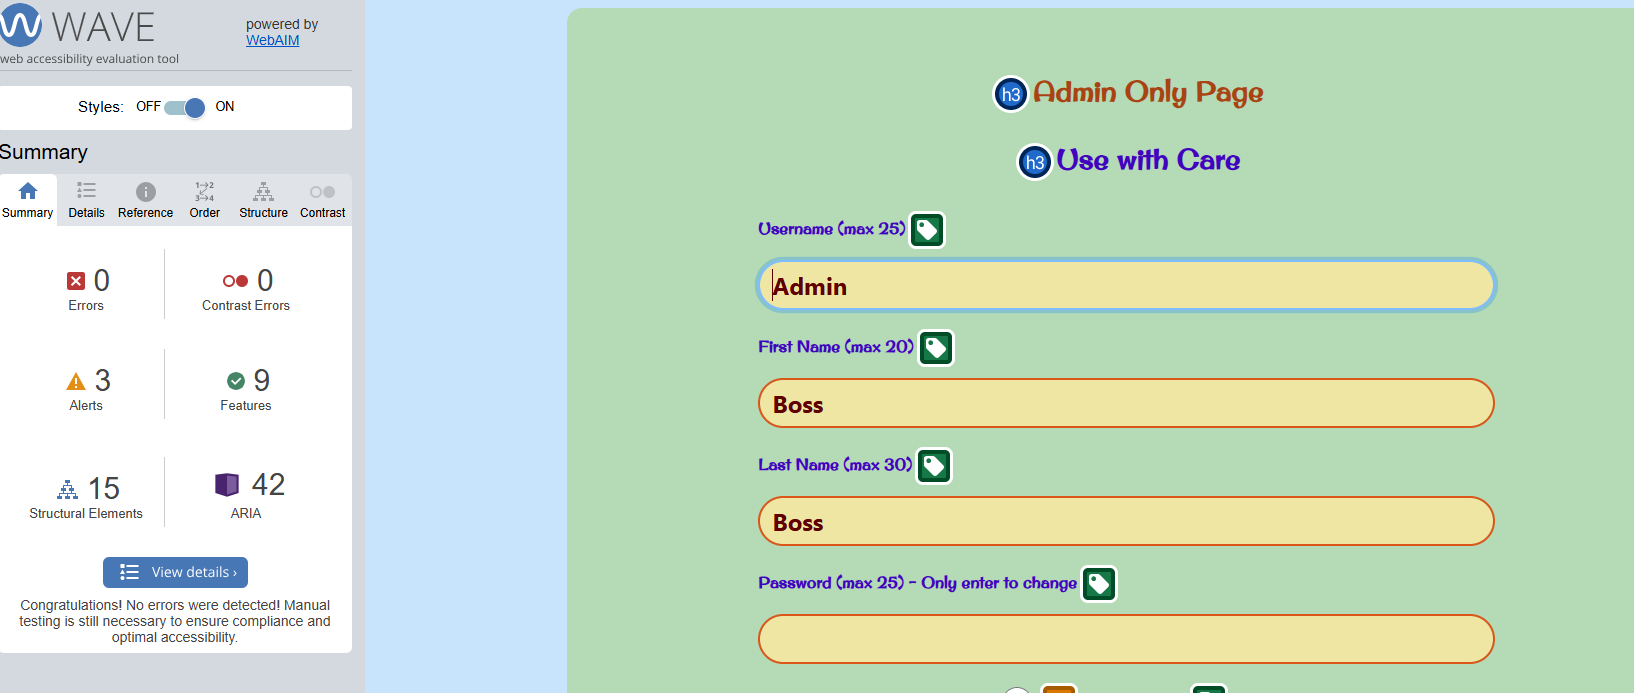 WAVE
powered by
WebAIM
web accessibility evaluation tool
Styles: OFF ON
Summary
Summary Details Reference Order Structure Contrast
0 Errors
0 Contrast Errors
3 Alerts
9 Features
15 Structural Elements
42 ARIA
View details ›
Congratulations! No errors were detected! Manual
testing is still necessary to ensure compliance and
optimal accessibility.
h3 Admin Only Page
h3 Use with Care
Username (max 25)
Admin
First Name (max 20)
Boss
Last Name (max 30)
Boss
Password (max 25) - Only enter to change